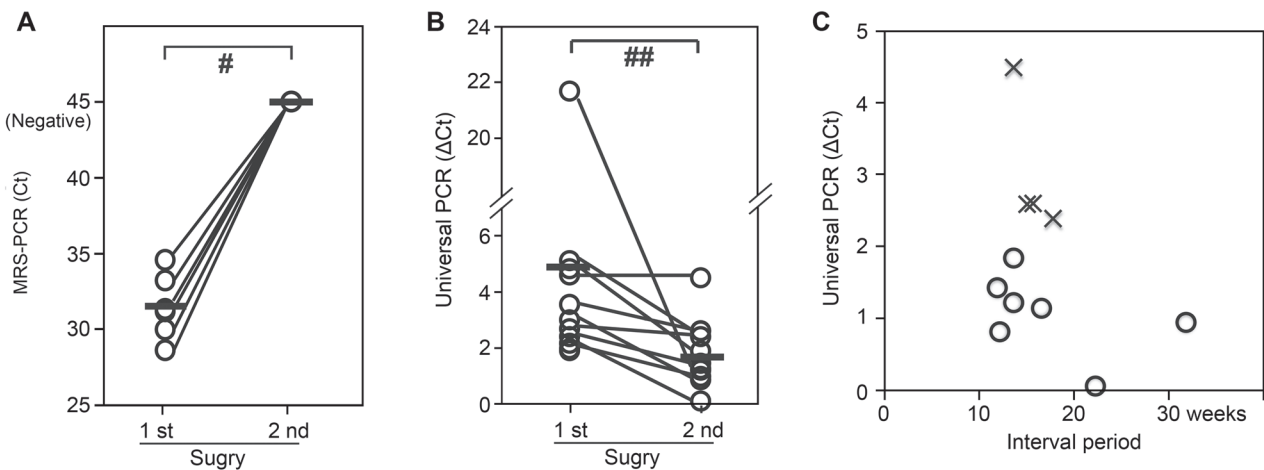 A
#
45
(Negative)
40
35
30
25
MRS-PCR (Ct)
1 st
2 nd
Sugry
B
##
24
22
20
6
4
2
0
Universal PCR (ΔCt)
1 st
2 nd
Sugry
C
5
4
3
2
1
0
Universal PCR (ΔCt)
0
10
20
30 weeks
Interval period